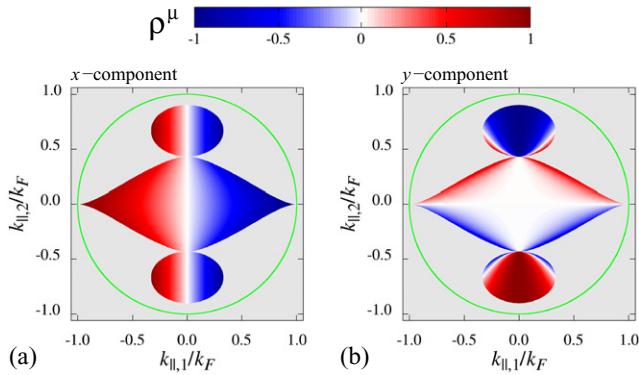 ρ^μ
-1 -0.5 0 0.5 1
x−component
y−component
1.0 1.0
0.5 0.5
0.0 0.0
-0.5 -0.5
-1.0 -1.0
k||,2/kF k||,2/kF
-1.0 -0.5 0.0 0.5 1.0 -1.0 -0.5 0.0 0.5 1.0
(a) k||,1/kF (b) k||,1/kF